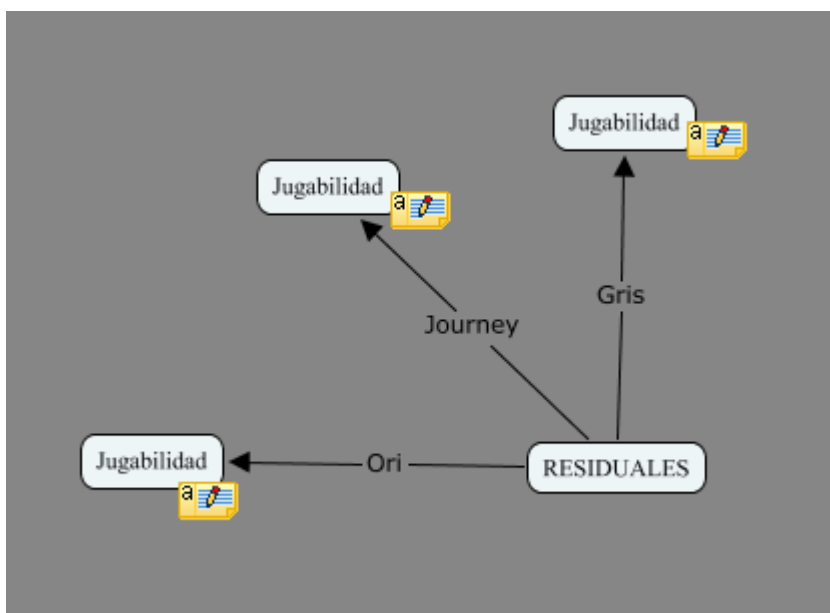 Jugabilidad
a
Jugabilidad
a
Gris
Journey
Jugabilidad
a
Ori
RESIDUALES